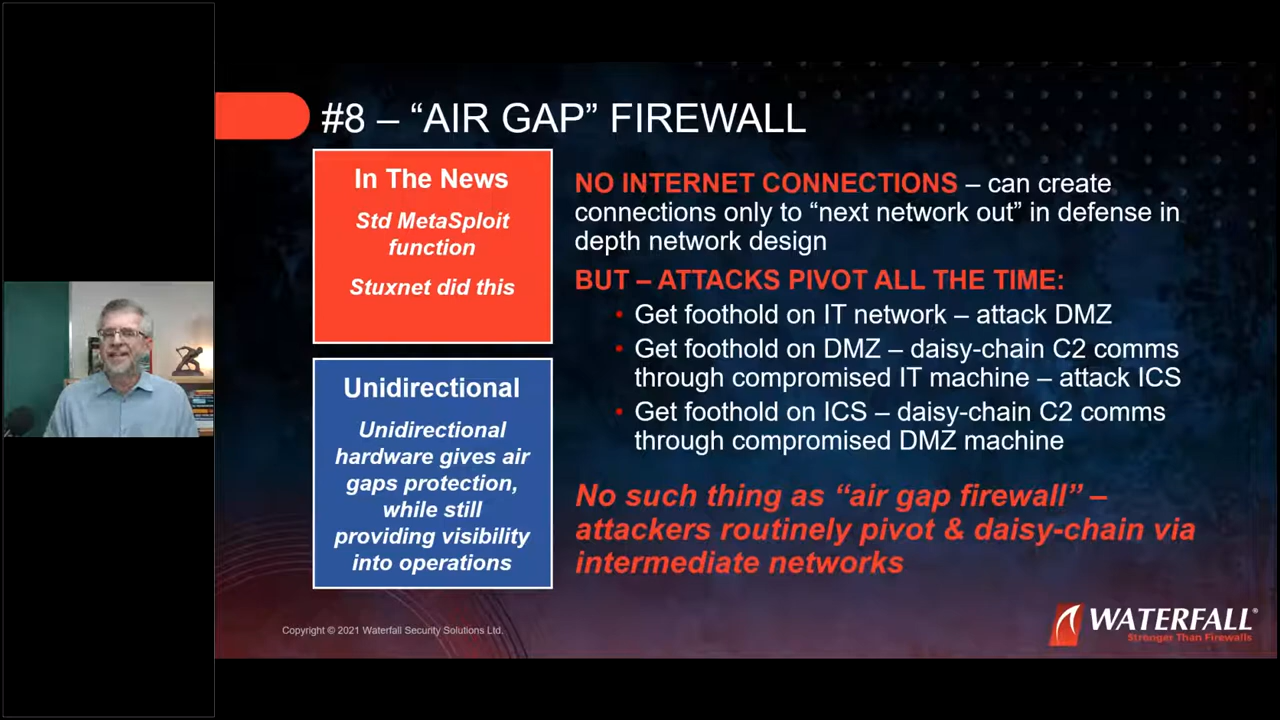 #8 – “AIR GAP” FIREWALL
In The News
Std MetaSploit
function
Stuxnet did this
Unidirectional
Unidirectional
hardware gives air
gaps protection,
while still
providing visibility
into operations
NO INTERNET CONNECTIONS – can create
connections only to “next network out” in defense in
depth network design
BUT – ATTACKS PIVOT ALL THE TIME:
• Get foothold on IT network – attack DMZ
• Get foothold on DMZ – daisy-chain C2 comms
through compromised IT machine – attack ICS
• Get foothold on ICS – daisy-chain C2 comms
through compromised DMZ machine
No such thing as “air gap firewall” –
attackers routinely pivot & daisy-chain via
intermediate networks
Copyright © 2021 Waterfall Security Solutions Ltd.
WATERFALL®
Stronger Than Firewalls